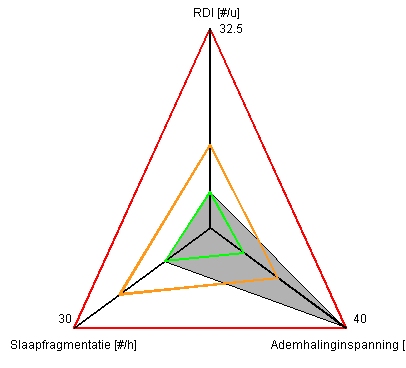 RDI [#/u]
32.5
30
40
Slaapfragmentatie [#/h]
Ademhalinginspanning [